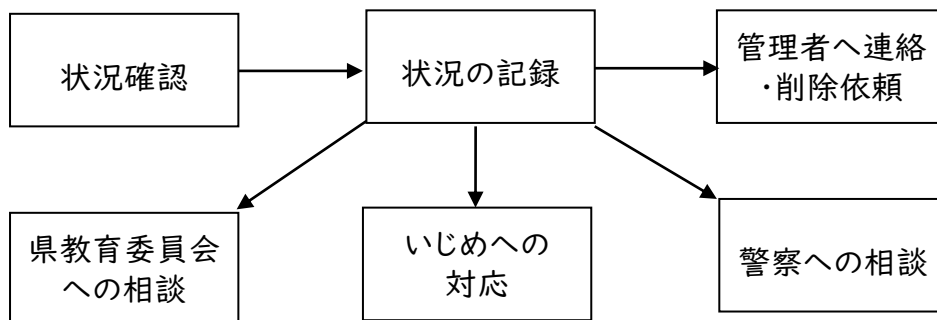 状況確認
状況の記録
管理者へ連絡
・削除依頼
県教育委員会
への相談
いじめへの
対応
警察への相談